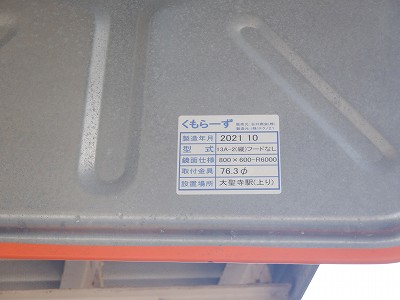 くもらーず
製造年月 2021 10
型式 13A-2(縦)フードなし
鏡面仕様 800×600-R6000
取付金具 76.3φ
設置場所 大聖寺駅(上り)